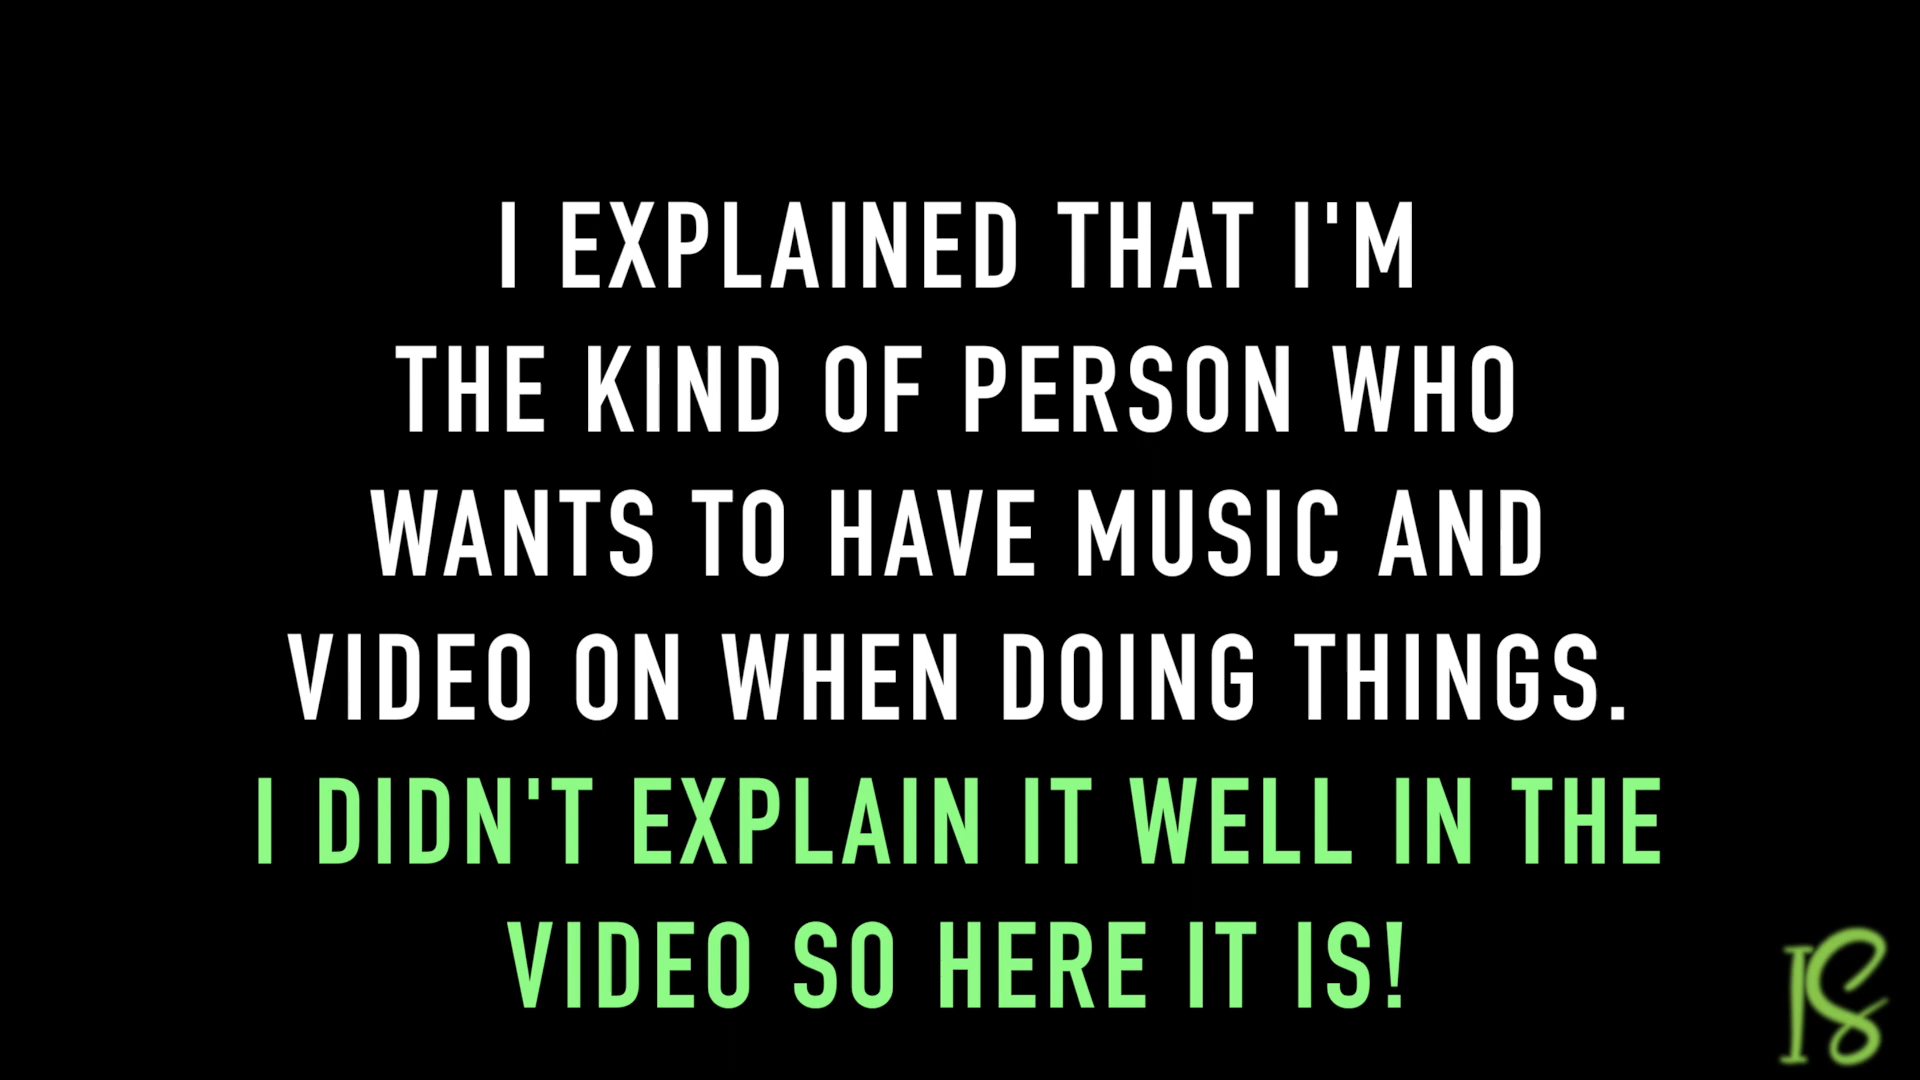 I EXPLAINED THAT I'M
THE KIND OF PERSON WHO
WANTS TO HAVE MUSIC AND
VIDEO ON WHEN DOING THINGS.
I DIDN'T EXPLAIN IT WELL IN THE
VIDEO SO HERE IT IS!
IS